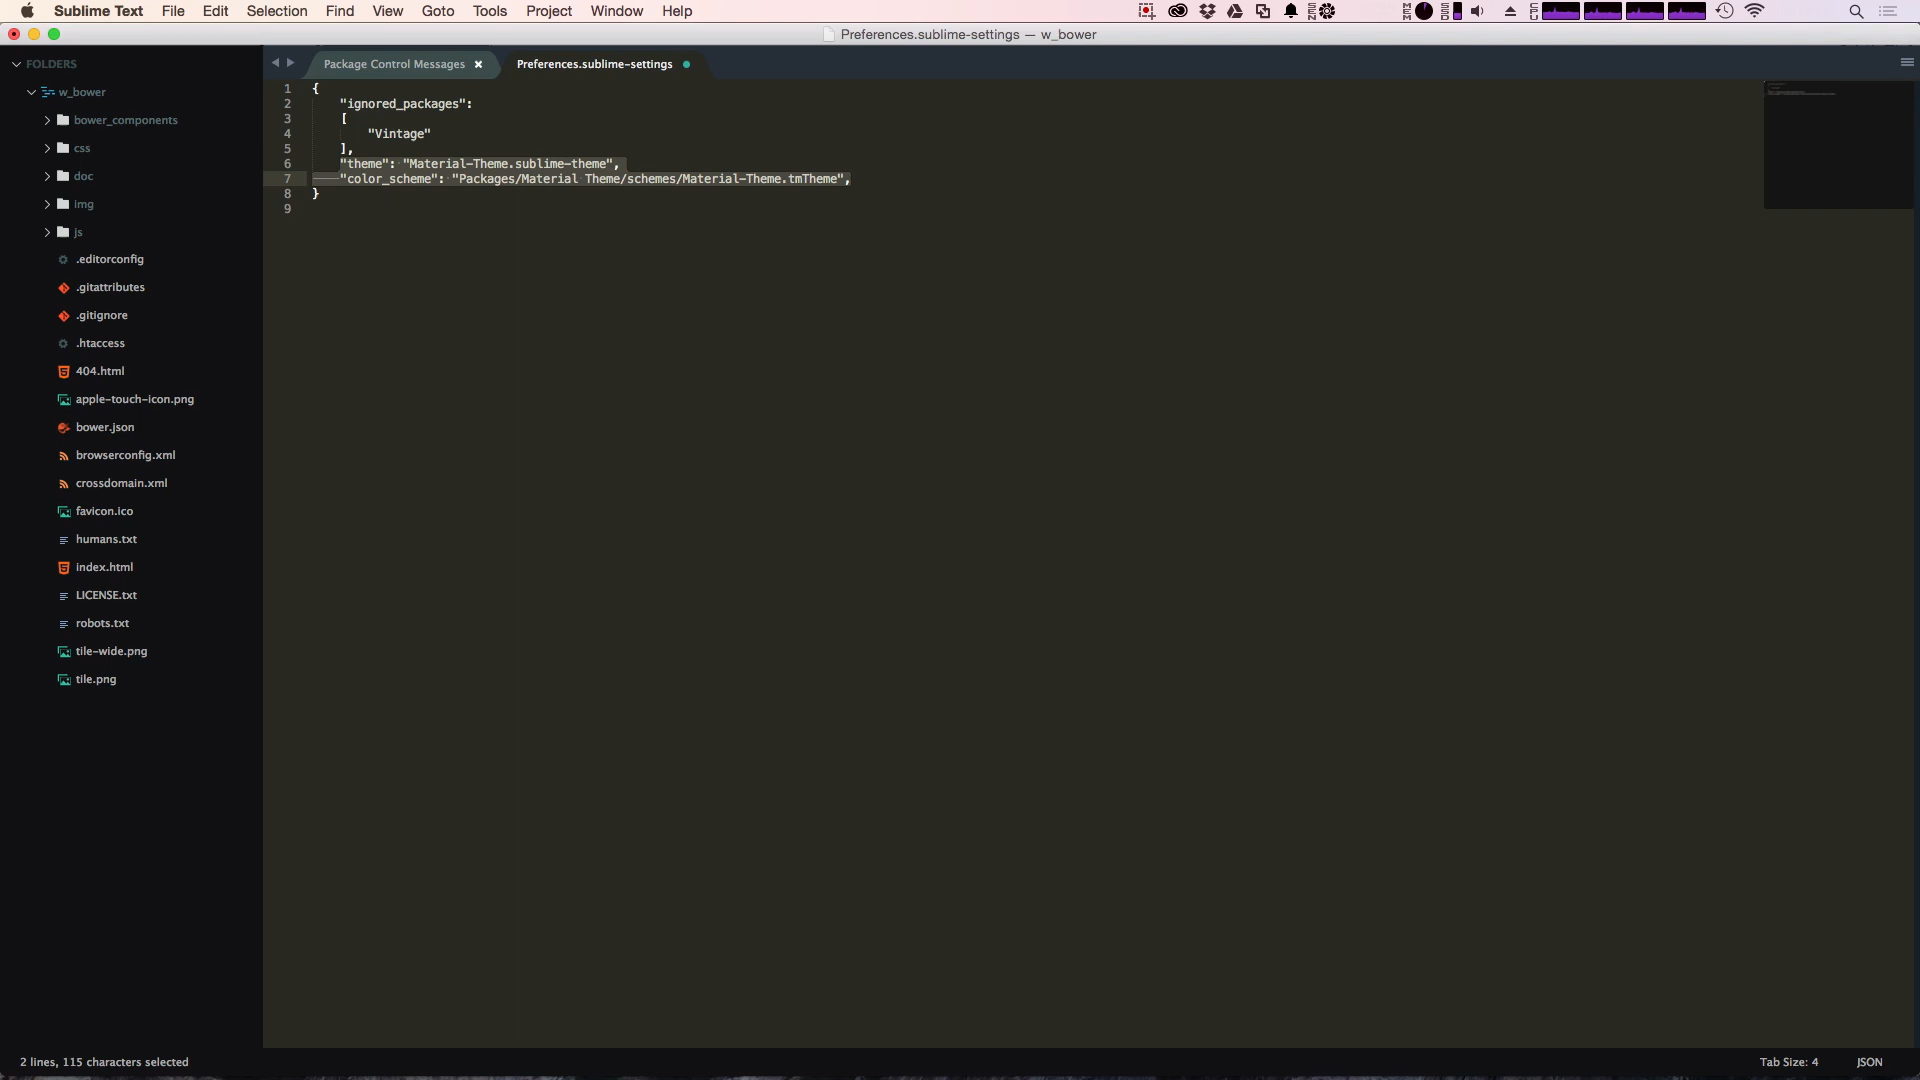 Sublime Text File Edit Selection Find View Goto Tools Project Window Help
Preferences.sublime-settings — w_bower
FOLDERS
w_bower
bower_components
css
doc
img
js
.editorconfig
.gitattributes
.gitignore
.htaccess
404.html
apple-touch-icon.png
bower.json
browserconfig.xml
crossdomain.xml
favicon.ico
humans.txt
index.html
LICENSE.txt
robots.txt
tile-wide.png
tile.png
Package Control Messages Preferences.sublime-settings
1 {
2 "ignored_packages":
3 [
4 "Vintage"
5 ],
6 "theme": "Material-Theme.sublime-theme",
7 "color_scheme": "Packages/Material Theme/schemes/Material-Theme.tmTheme",
8 }
9
2 lines, 115 characters selected
Tab Size: 4 JSON